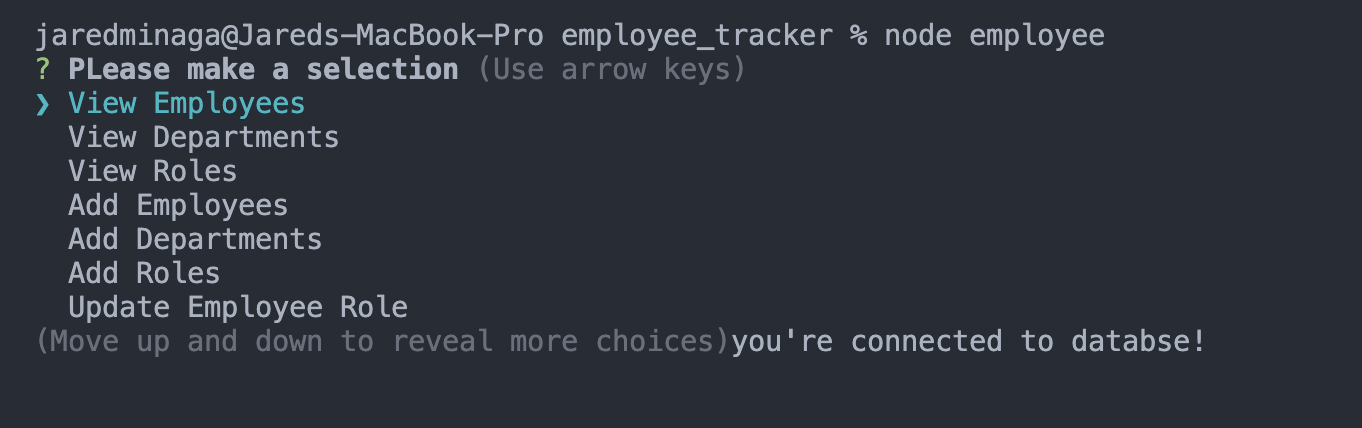 jaredminaga@Jareds-MacBook-Pro employee_tracker % node employee
? PLease make a selection (Use arrow keys)
❯ View Employees
View Departments
View Roles
Add Employees
Add Departments
Add Roles
Update Employee Role
(Move up and down to reveal more choices)you're connected to databse!